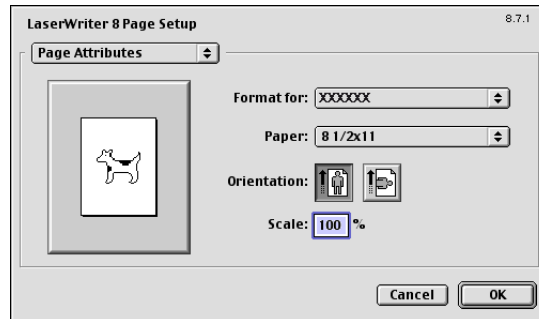 LaserWriter 8 Page Setup
8.7.1
Page Attributes
Format for: XXXXXX
Paper: 8 1/2x11
Orientation:
Scale: 100 %
Cancel OK